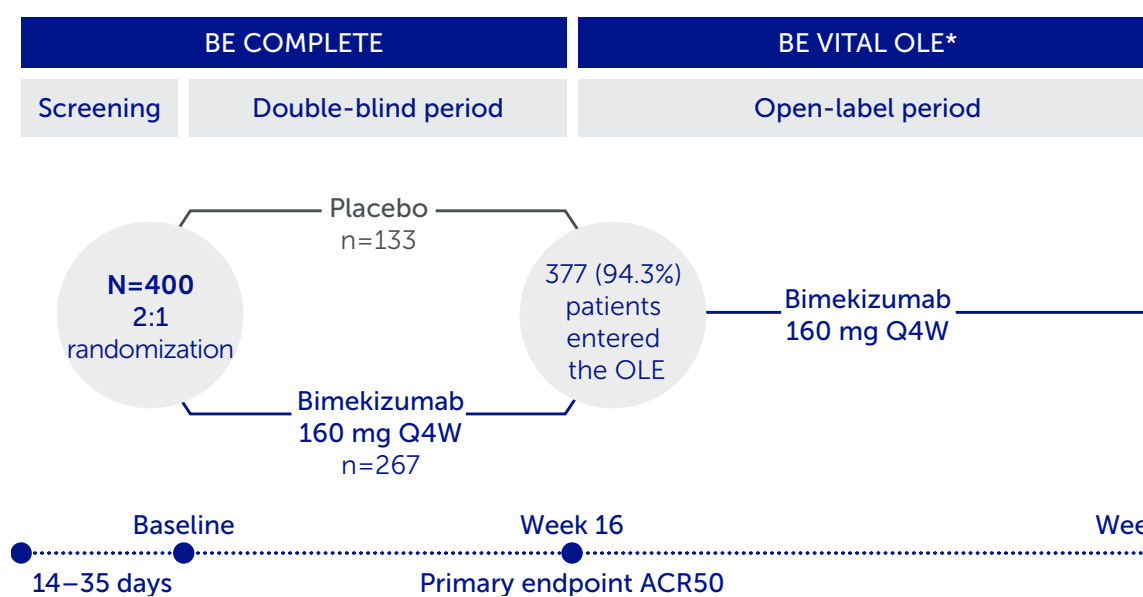 BE COMPLETE
BE VITAL OLE*
Screening
Double-blind period
Open-label period
Placebo
n=133
N=400
2:1
randomization
377 (94.3%)
patients
entered
the OLE
Bimekizumab
160 mg Q4W
Bimekizumab
160 mg Q4W
n=267
Baseline
Week 16
14–35 days
Primary endpoint ACR50